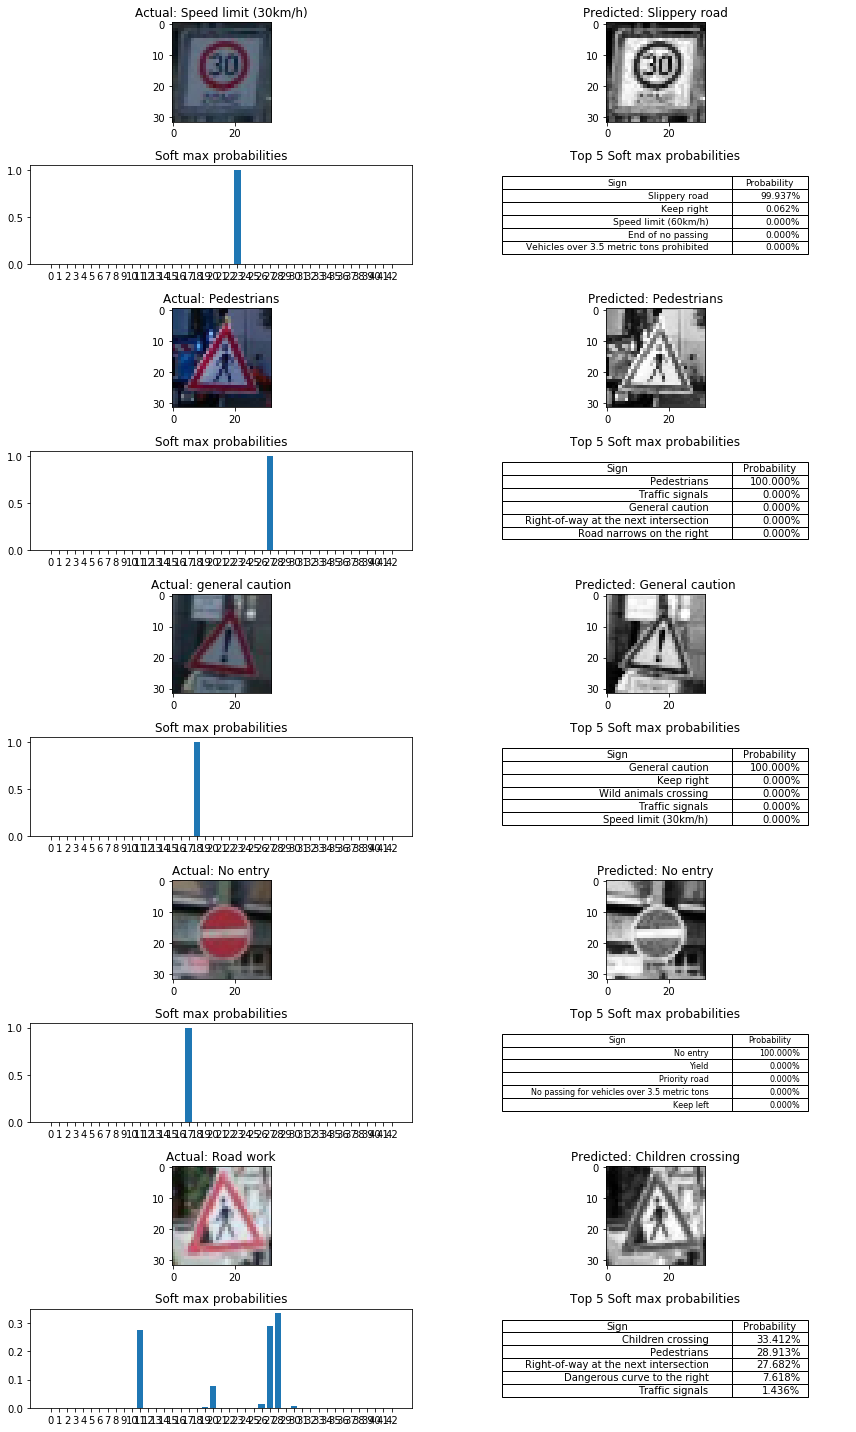 Actual: Speed limit (30km/h)
Predicted: Slippery road
0
10
20
30
0 20
30
0
10
20
30
0 20
Soft max probabilities
1.0
0.5
0.0
0 1 2 3 4 5 6 7 8 9 10 11 12 13 14 15 16 17 18 19 20 21 22 23 24 25 26 27 28 29 30 31 32 33 34 35 36 37 38 39 40 41 42
Top 5 Soft max probabilities
Sign Probability
Slippery road 99.937%
Keep right 0.062%
Speed limit (60km/h) 0.000%
End of no passing 0.000%
Vehicles over 3.5 metric tons prohibited 0.000%
Actual: Pedestrians
Predicted: Pedestrians
0
10
20
30
0 20
0
10
20
30
0 20
Soft max probabilities
1.0
0.5
0.0
0 1 2 3 4 5 6 7 8 9 10 11 12 13 14 15 16 17 18 19 20 21 22 23 24 25 26 27 28 29 30 31 32 33 34 35 36 37 38 39 40 41 42
Top 5 Soft max probabilities
Sign Probability
Pedestrians 100.000%
Traffic signals 0.000%
General caution 0.000%
Right-of-way at the next intersection 0.000%
Road narrows on the right 0.000%
Actual: general caution
Predicted: General caution
0
10
20
30
0 20
0
10
20
30
0 20
Soft max probabilities
1.0
0.5
0.0
0 1 2 3 4 5 6 7 8 9 10 11 12 13 14 15 16 17 18 19 20 21 22 23 24 25 26 27 28 29 30 31 32 33 34 35 36 37 38 39 40 41 42
Top 5 Soft max probabilities
Sign Probability
General caution 100.000%
Keep right 0.000%
Wild animals crossing 0.000%
Traffic signals 0.000%
Speed limit (30km/h) 0.000%
Actual: No entry
Predicted: No entry
0
10
20
30
0 20
0
10
20
30
0 20
Soft max probabilities
1.0
0.5
0.0
0 1 2 3 4 5 6 7 8 9 10 11 12 13 14 15 16 17 18 19 20 21 22 23 24 25 26 27 28 29 30 31 32 33 34 35 36 37 38 39 40 41 42
Top 5 Soft max probabilities
Sign Probability
No entry 100.000%
Yield 0.000%
Priority road 0.000%
No passing for vehicles over 3.5 metric tons 0.000%
Keep left 0.000%
Actual: Road work
Predicted: Children crossing
0
10
20
30
0 20
0
10
20
30
0 20
Soft max probabilities
0.3
0.2
0.1
0.0
0 1 2 3 4 5 6 7 8 9 10 11 12 13 14 15 16 17 18 19 20 21 22 23 24 25 26 27 28 29 30 31 32 33 34 35 36 37 38 39 40 41 42
Top 5 Soft max probabilities
Sign Probability
Children crossing 33.412%
Pedestrians 28.913%
Right-of-way at the next intersection 27.682%
Dangerous curve to the right 7.618%
Traffic signals 1.436%